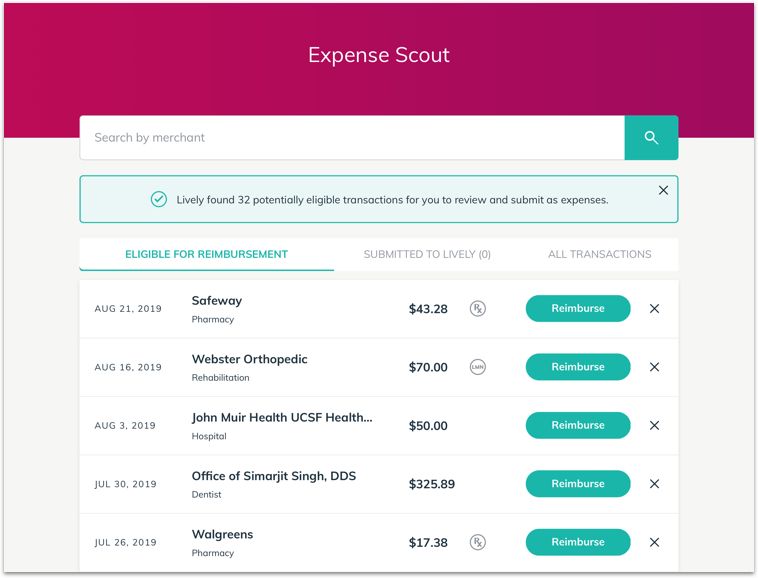 Expense Scout
Search by merchant
Lively found 32 potentially eligible transactions for you to review and submit as expenses.
ELIGIBLE FOR REIMBURSEMENT SUBMITTED TO LIVELY (0) ALL TRANSACTIONS
AUG 21, 2019 Safeway $43.28 Rx Reimburse
Pharmacy
AUG 16, 2019 Webster Orthopedic $70.00 LMN Reimburse
Rehabilitation
AUG 3, 2019 John Muir Health UCSF Health... $50.00 Reimburse
Hospital
JUL 30, 2019 Office of Simarjit Singh, DDS $325.89 Reimburse
Dentist
JUL 26, 2019 Walgreens $17.38 Rx Reimburse
Pharmacy